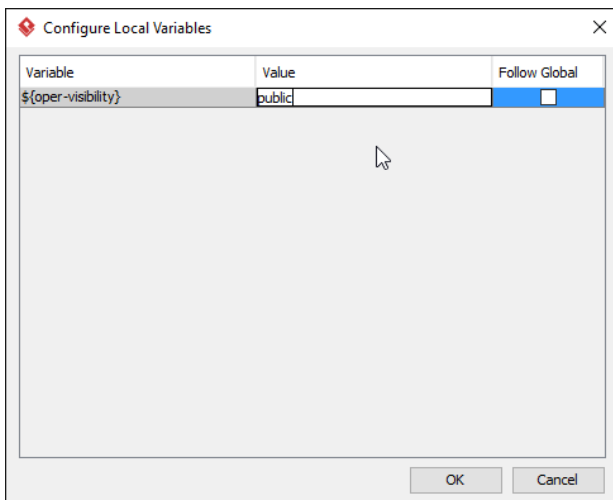 Configure Local Variables
Variable Value Follow Global
${oper-visibility} public
OK Cancel